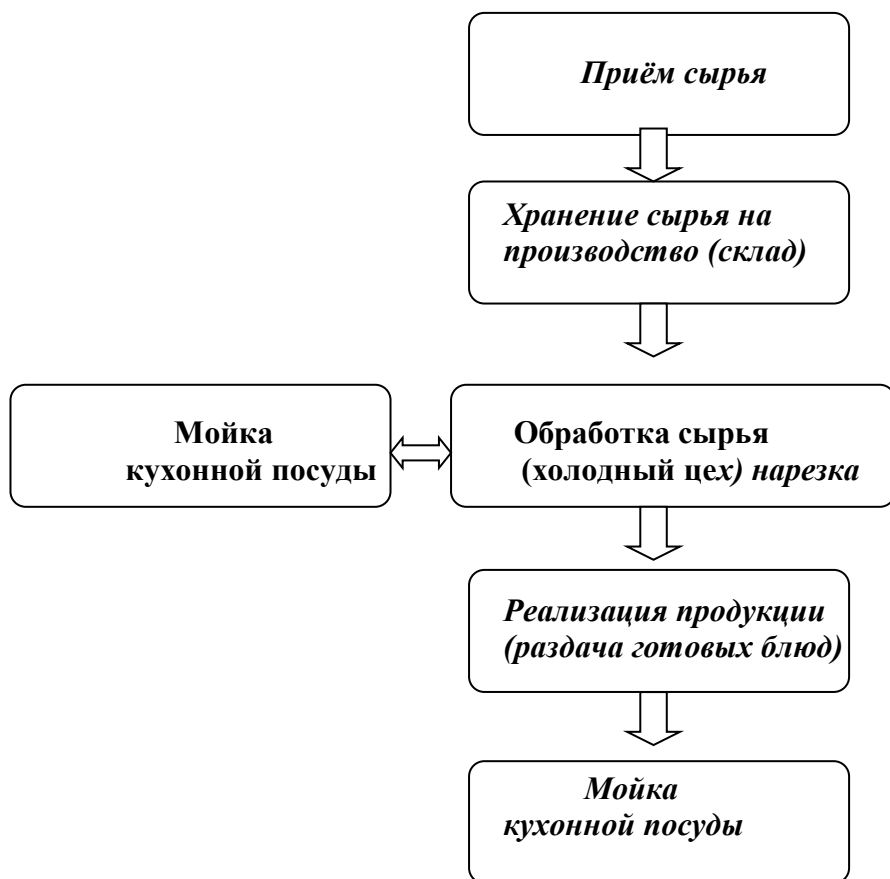 Приём сырья
Хранение сырья на
производство (склад)
Мойка
кухонной посуды
Обработка сырья
(холодный цех) нарезка
Реализация продукции
(раздача готовых блюд)
Мойка
кухонной посуды